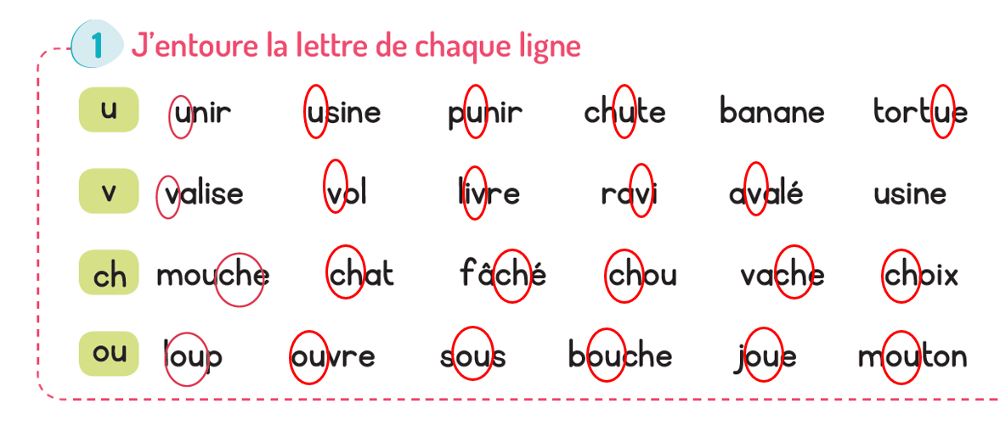 1 J'entoure la lettre de chaque ligne
u unir usine punir chute banane tortue
v valise vol livre ravi avalé usine
ch mouche chat fâché chou vache choix
ou loup ouvre sous bouche joue mouton